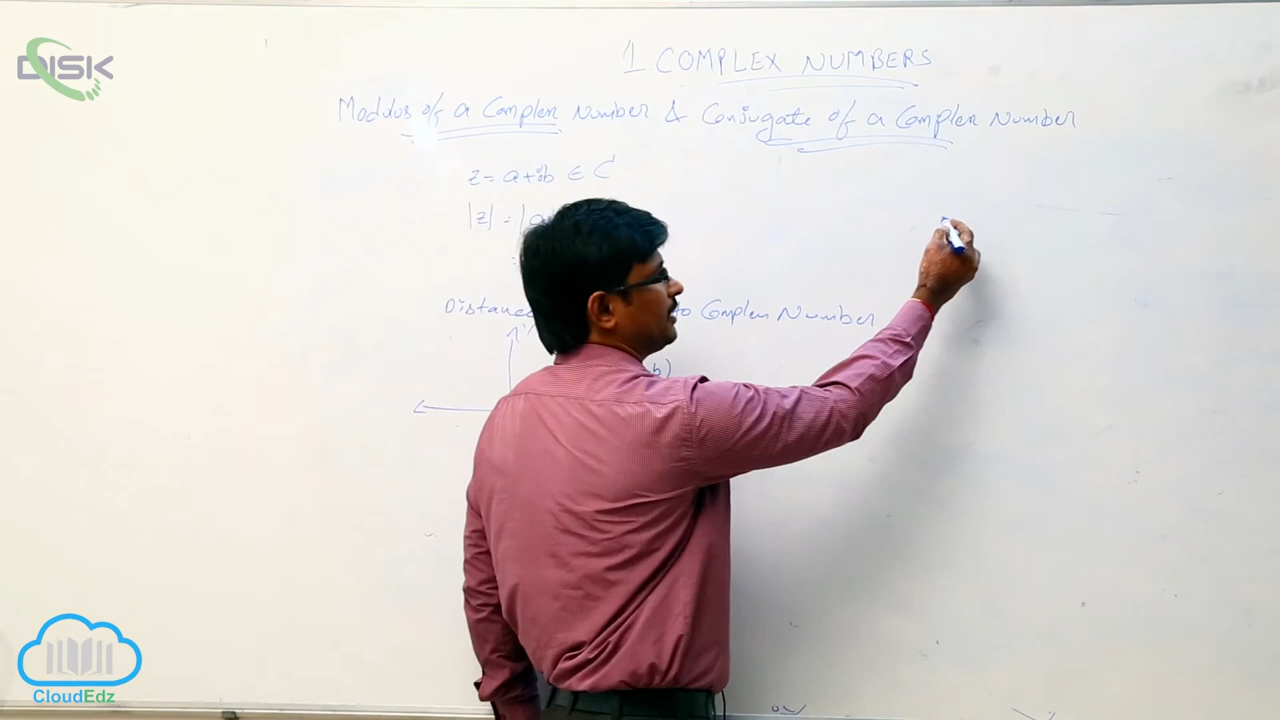 DISK
1 COMPLEX NUMBERS
Modulus of a Complex Number & Conjugate of a Complex Number
z = a+ib ∈ C
|z| = |a
=
Distance to Complex Number
b)
CloudEdz